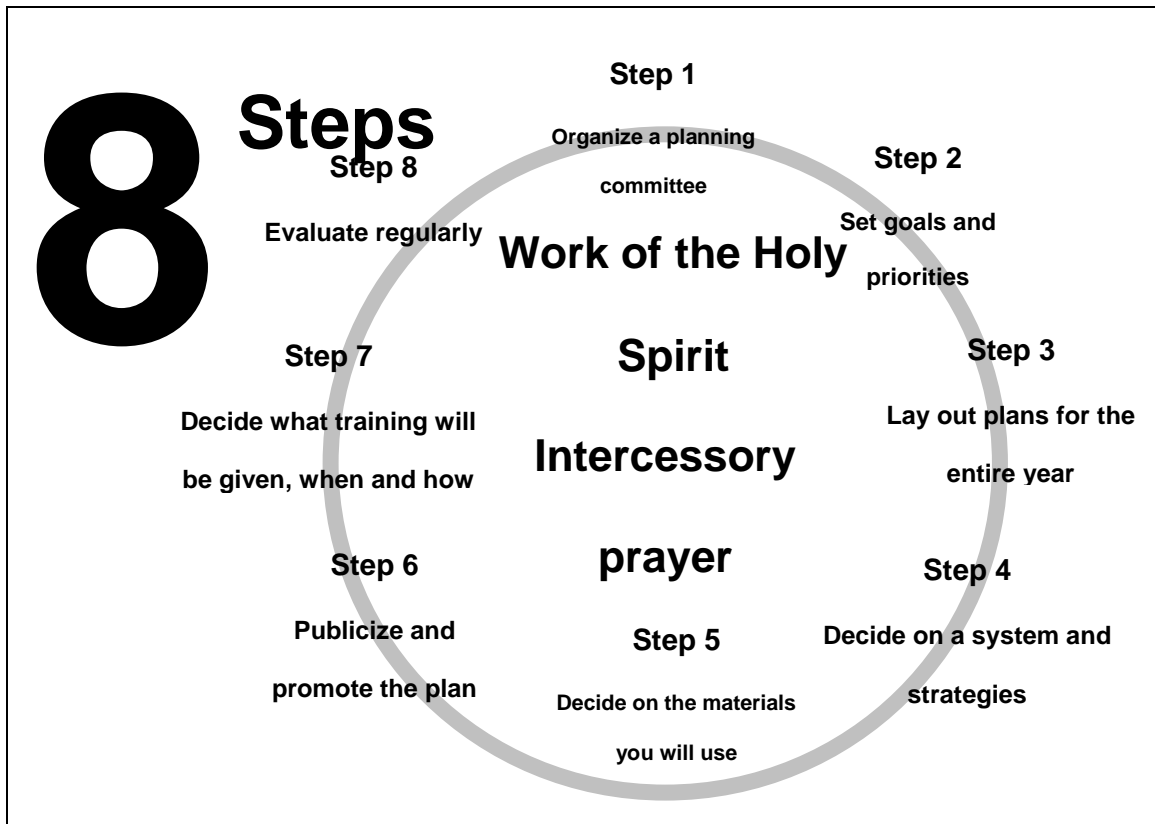 8 Steps
Step 1
Organize a planning
committee
Step 2
Set goals and
priorities
Step 3
Lay out plans for the
entire year
Step 4
Decide on a system and
strategies
Step 5
Decide on the materials
you will use
Step 6
Publicize and
promote the plan
Step 7
Decide what training will
be given, when and how
Step 8
Evaluate regularly
Work of the Holy
Spirit
Intercessory
prayer